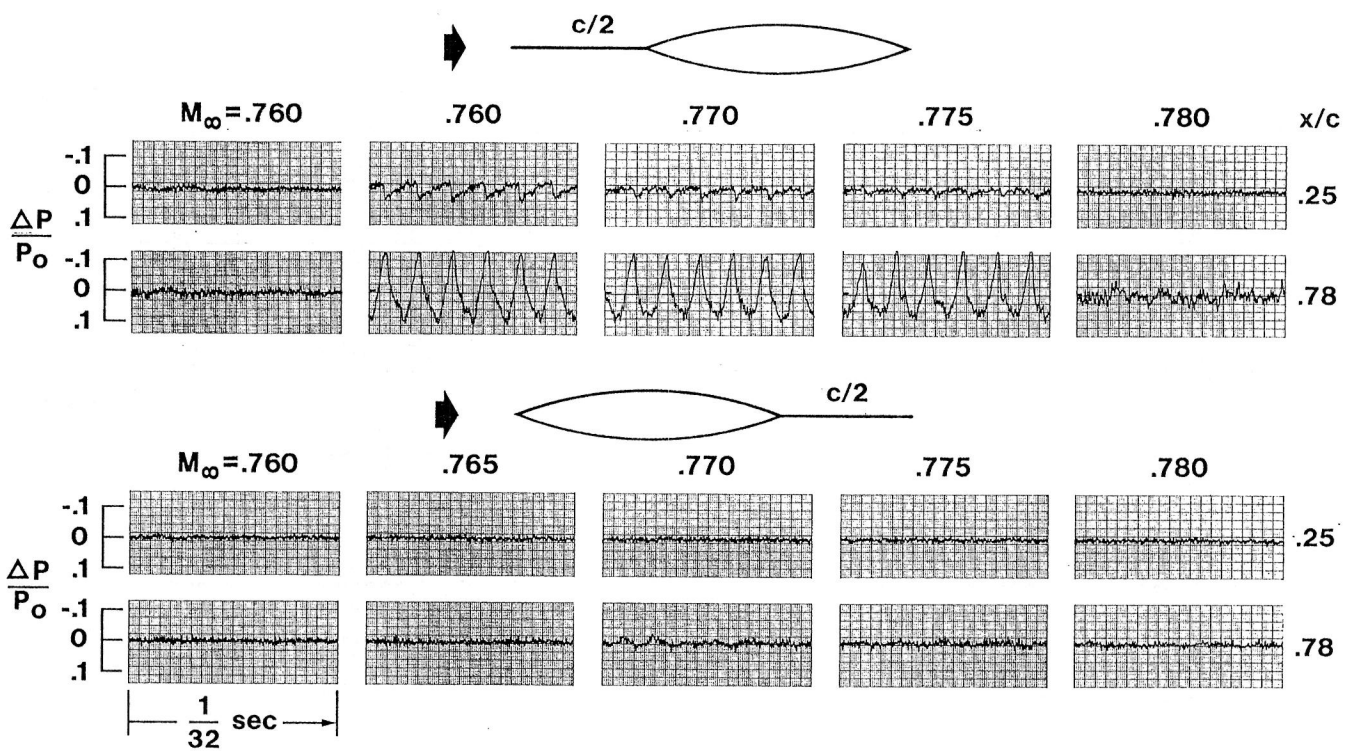 c/2
M∞=.760 .760 .770 .775 .780 x/c
-.1
0
.1
.25
ΔP
Po
-.1
0
.1
.78
c/2
M∞=.760 .765 .770 .775 .780
-.1
0
.1
.25
ΔP
Po
-.1
0
.1
.78
1
32
sec